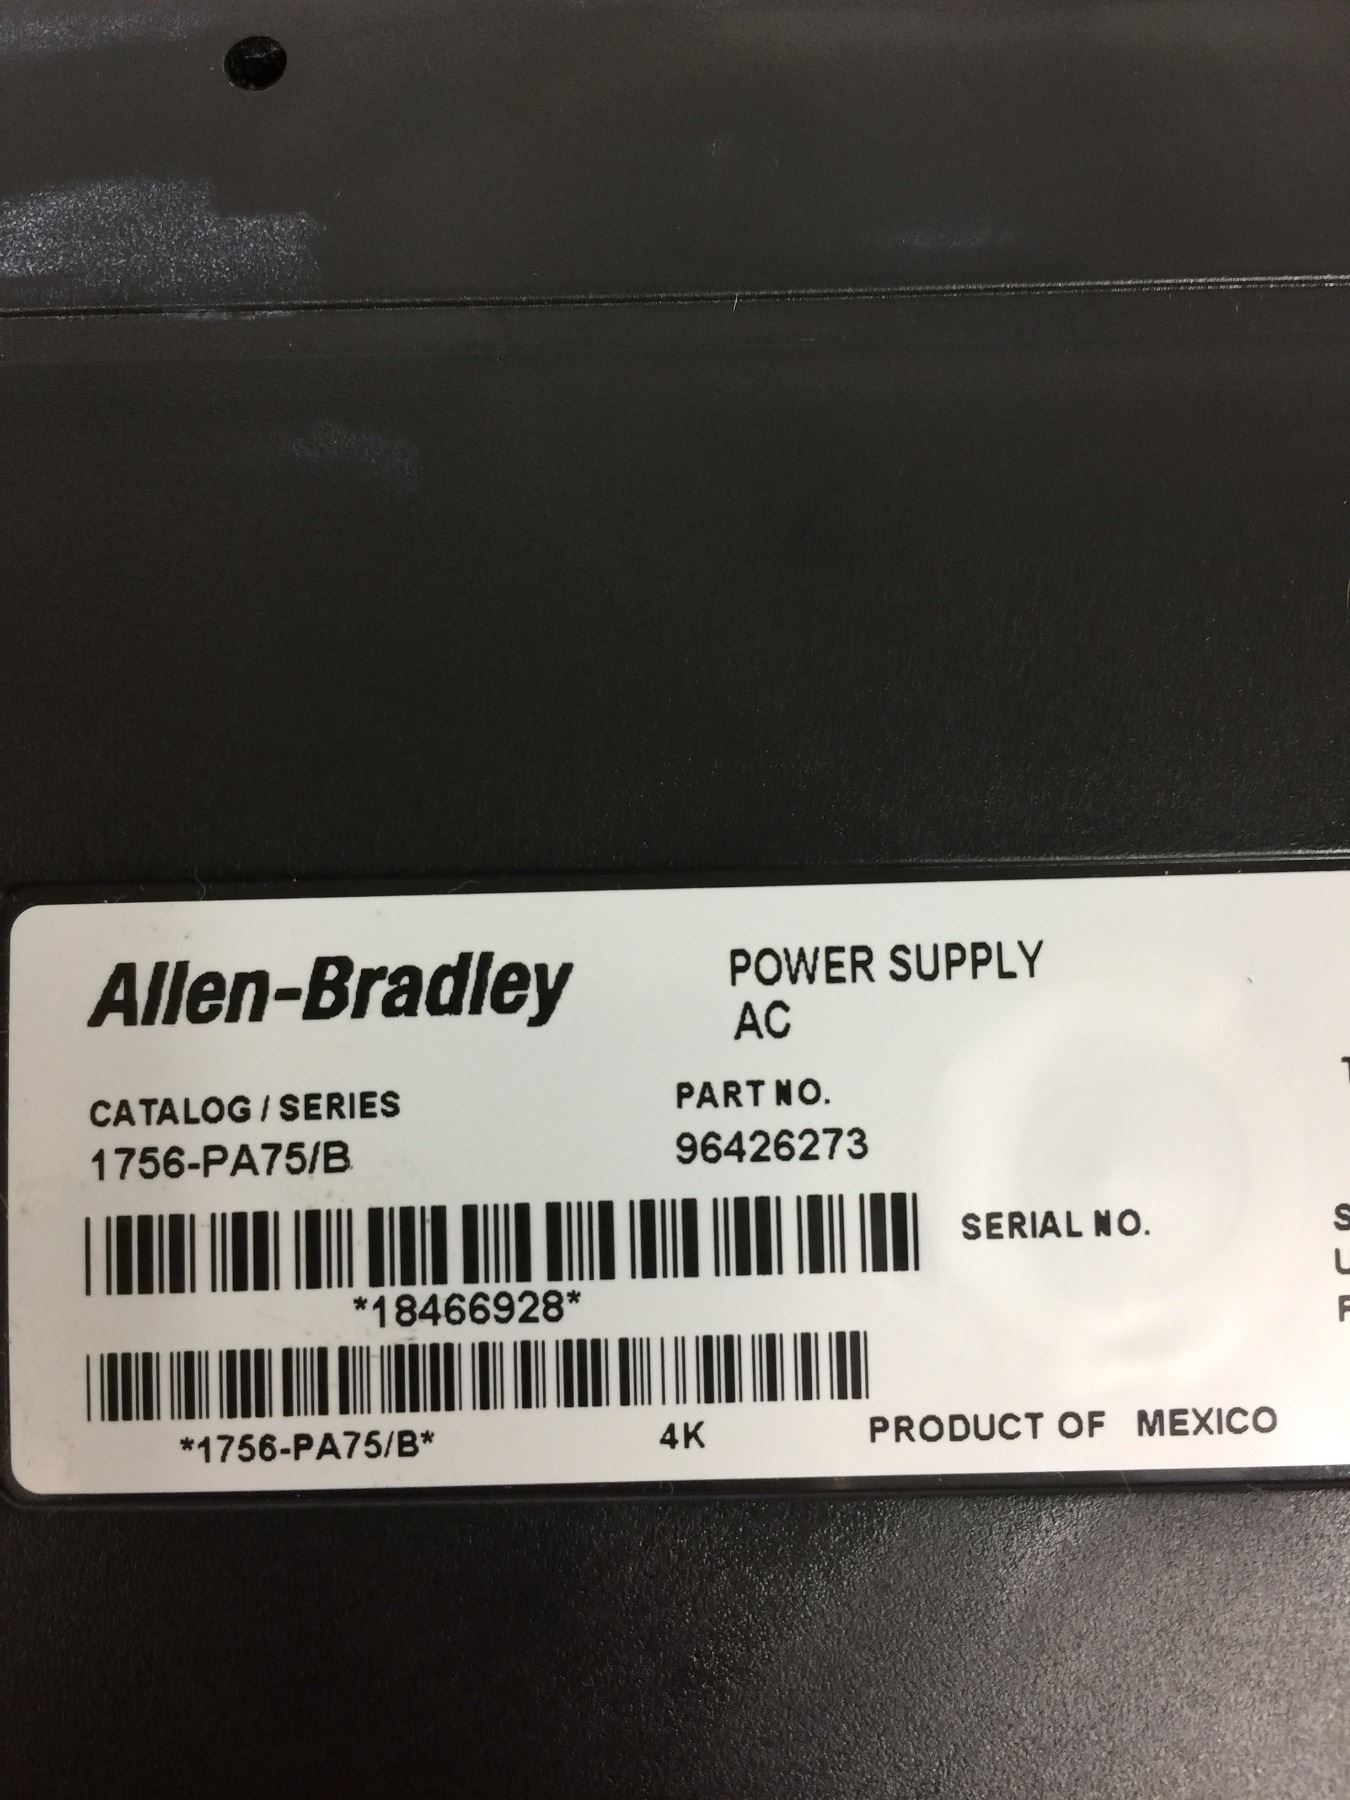 Allen-Bradley
POWER SUPPLY
AC
CATALOG / SERIES
1756-PA75/B
PART NO.
96426273
SERIAL NO.
*18466928*
*1756-PA75/B*
4K
PRODUCT OF MEXICO